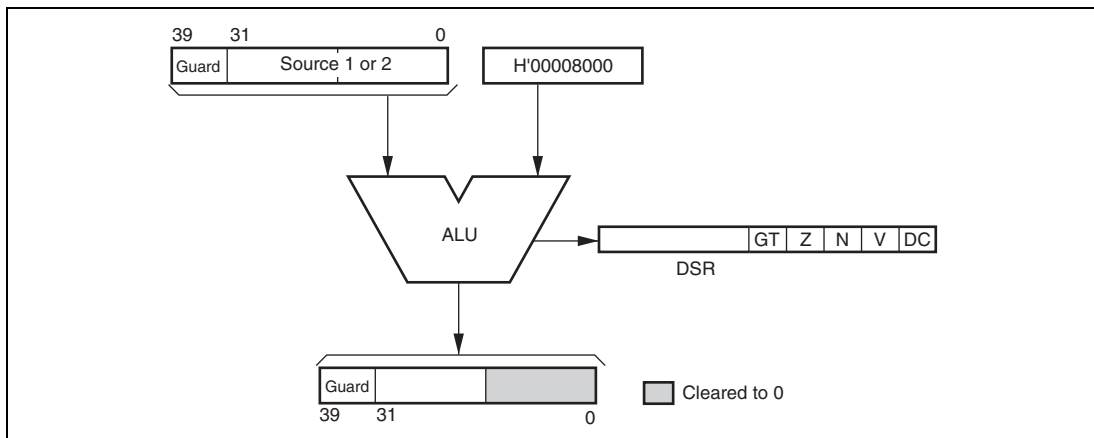 39 31 0
Guard Source 1 or 2 H'00008000
ALU
GT Z N V DC
DSR
Guard
39 31 0
Cleared to 0